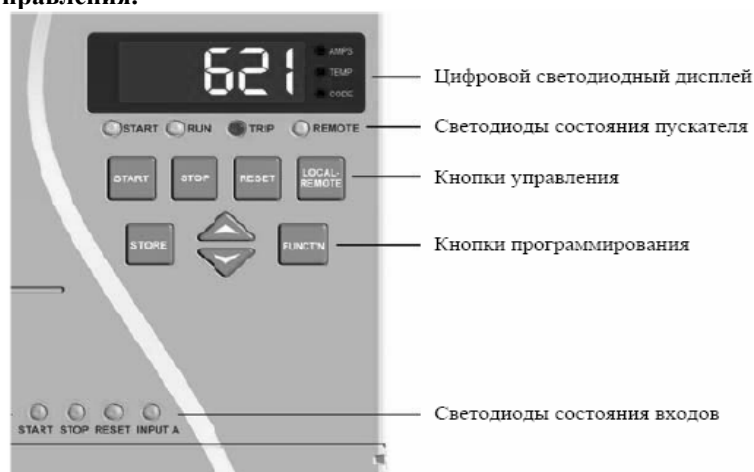 правления.
621
AMPS
TEMP
CODE
Цифровой светодиодный дисплей
START RUN TRIP REMOTE
Светодиоды состояния пускателя
START STOP RESET LOCAL-
REMOTE
Кнопки управления
STORE FUNCT'N
Кнопки программирования
Светодиоды состояния входов
START STOP RESET INPUT A